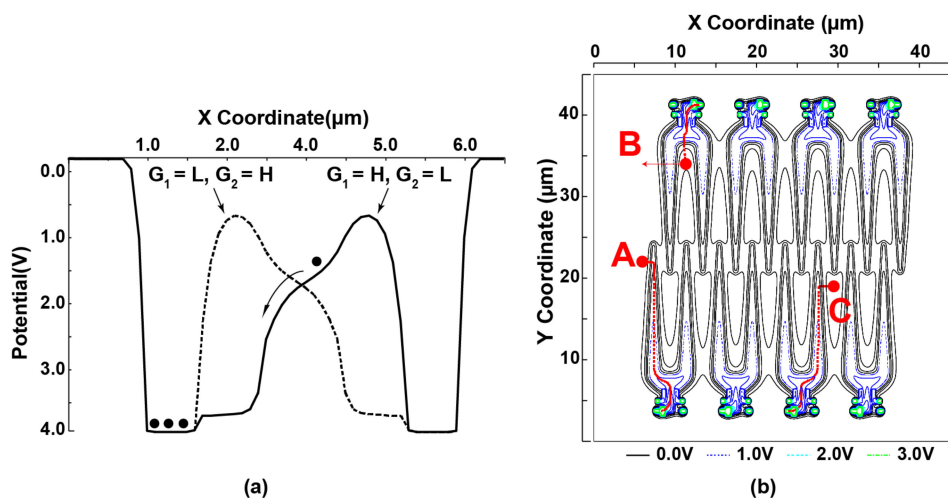 X Coordinate(μm)
1.0 2.0 3.0 4.0 5.0 6.0
0.0
1.0
2.0
3.0
4.0
Potential(V)
G₁ = L, G₂ = H
G₁ = H, G₂ = L
(a)
X Coordinate (μm)
0 10 20 30 40
Y Coordinate (μm)
40
30
20
10
B
A
C
0.0V 1.0V 2.0V 3.0V
(b)